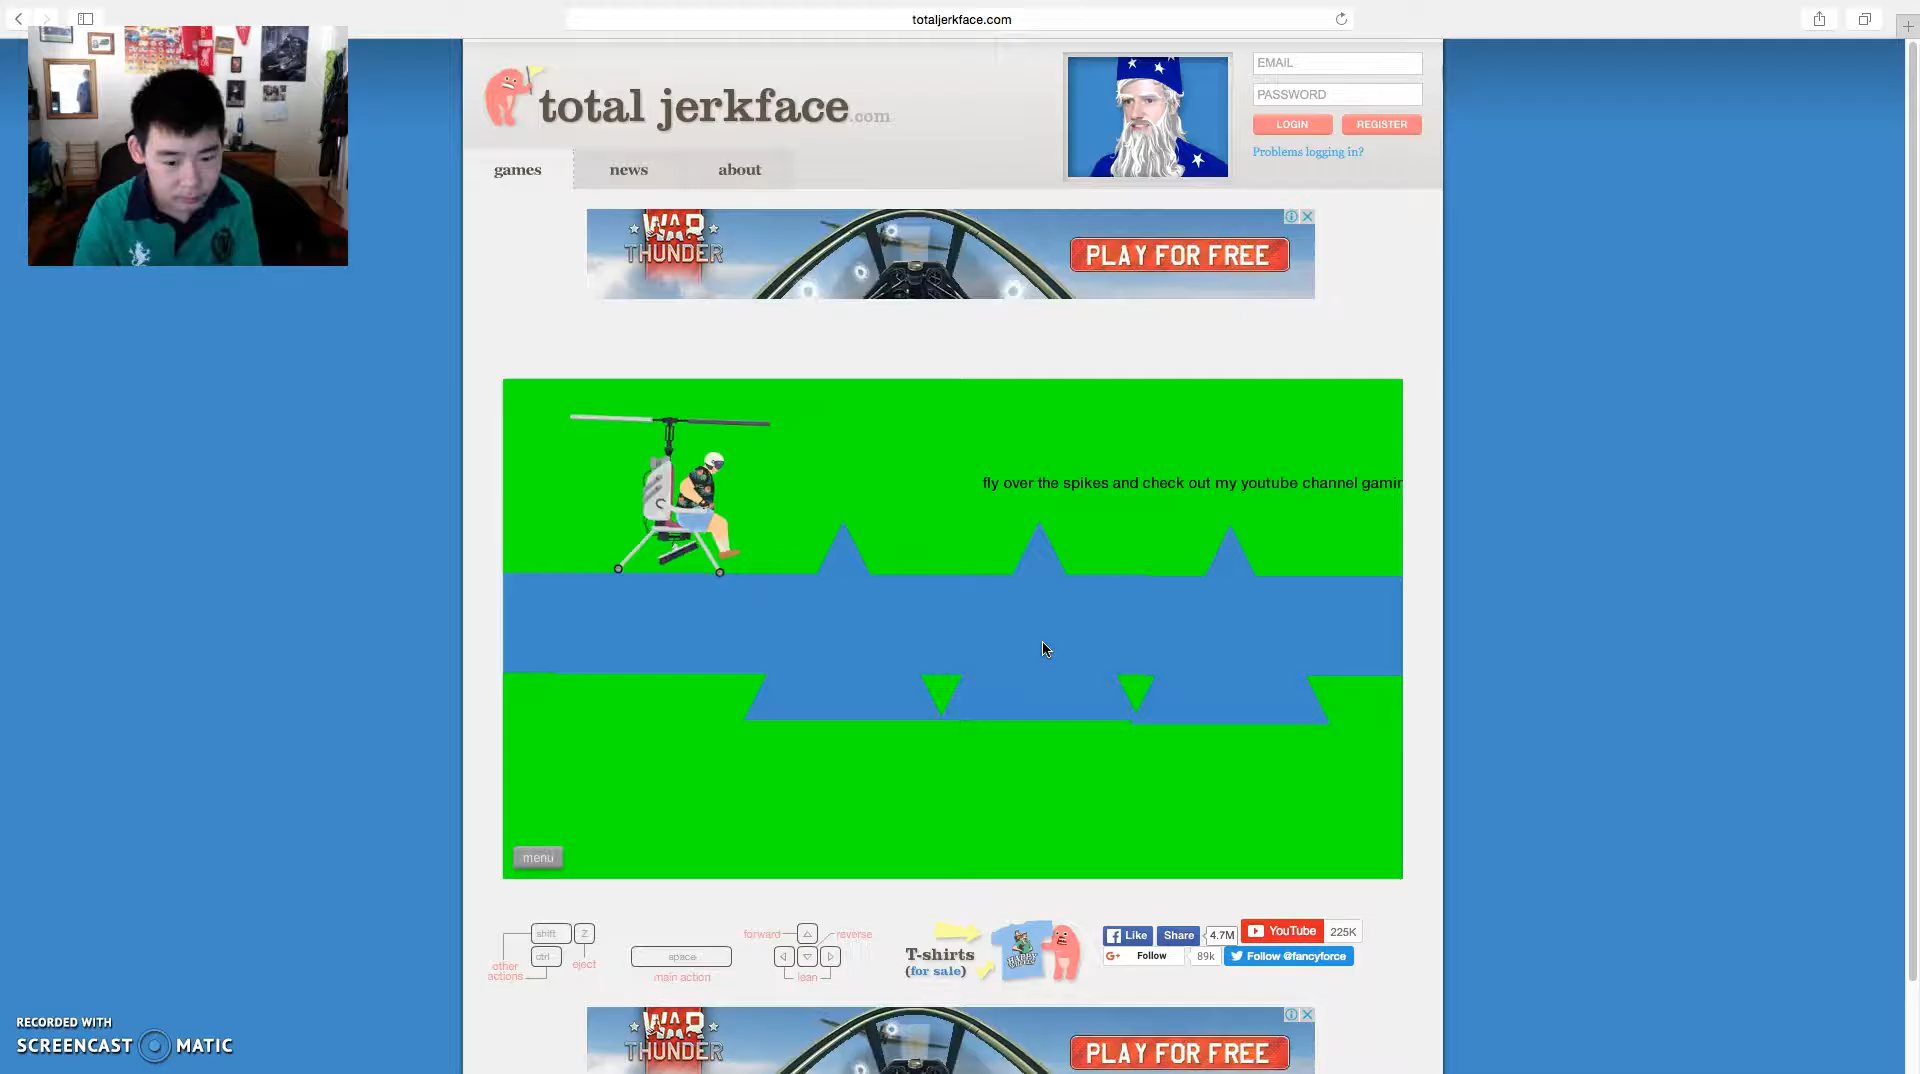 totaljerkface.com
total jerkface.com
EMAIL
PASSWORD
LOGIN
REGISTER
Problems logging in?
games
news
about
WAR
THUNDER
PLAY FOR FREE
fly over the spikes and check out my youtube channel gamin
menu
shift
Z
ctrl
other
actions
eject
space
main action
forward
reverse
lean
T-shirts
(for sale)
HAPPY
WHEELS
Like
Share
4.7M
YouTube
225K
G+
Follow
89k
Follow @fancyforce
WAR
THUNDER
PLAY FOR FREE
RECORDED WITH
SCREENCAST MATIC